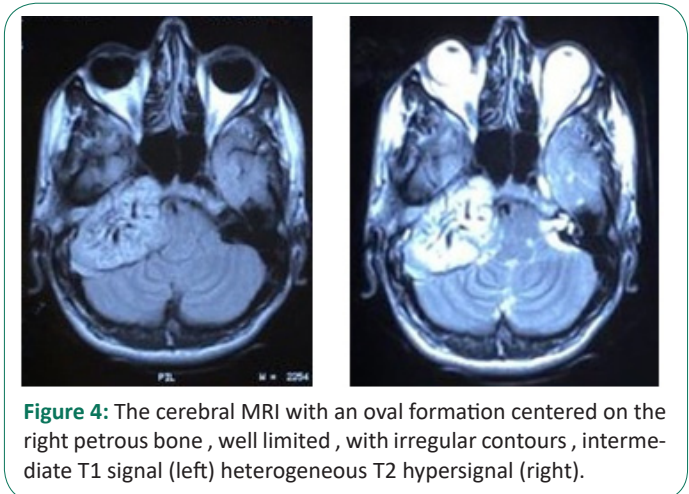 PIL
W = 2254
Figure 4: The cerebral MRI with an oval formation centered on the
right petrous bone , well limited , with irregular contours , interme-
diate T1 signal (left) heterogeneous T2 hypersignal (right).